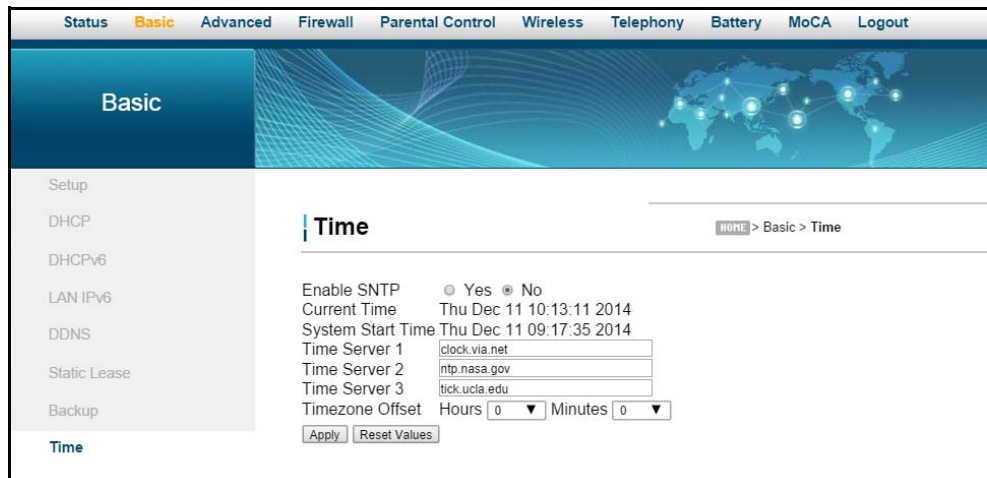 Status Basic Advanced Firewall Parental Control Wireless Telephony Battery MoCA Logout
Basic
Setup
DHCP
DHCPv6
LAN IPv6
DDNS
Static Lease
Backup
Time
Time
HOME > Basic > Time
Enable SNTP Yes No
Current Time Thu Dec 11 10:13:11 2014
System Start Time Thu Dec 11 09:17:35 2014
Time Server 1 clock.via.net
Time Server 2 ntp.nasa.gov
Time Server 3 tick.ucla.edu
Timezone Offset Hours 0 Minutes 0
Apply Reset Values